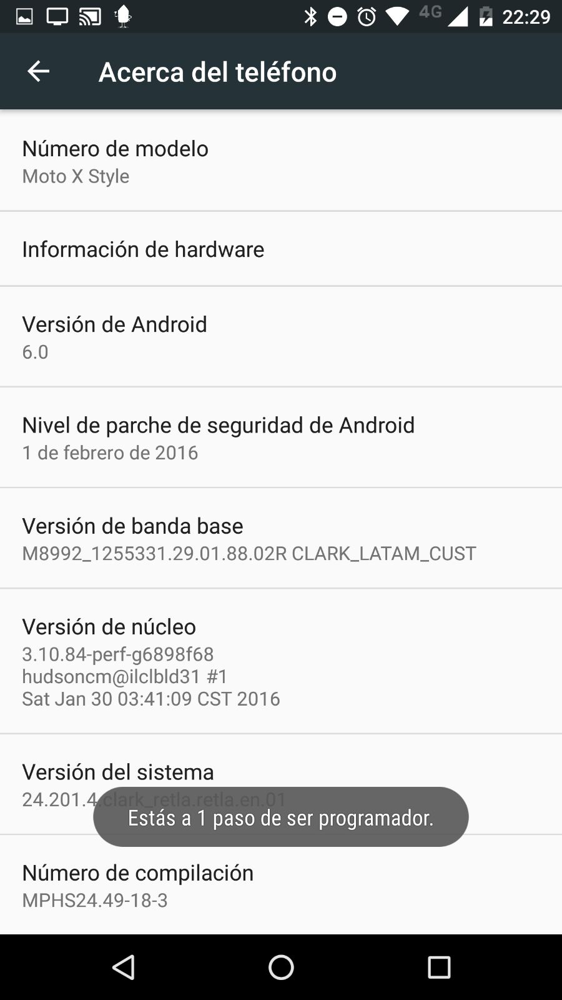 4G 22:29
Acerca del teléfono
Número de modelo
Moto X Style
Información de hardware
Versión de Android
6.0
Nivel de parche de seguridad de Android
1 de febrero de 2016
Versión de banda base
M8992_1255331.29.01.88.02R CLARK_LATAM_CUST
Versión de núcleo
3.10.84-perf-g6898f68
hudsoncm@ilclbld31 #1
Sat Jan 30 03:41:09 CST 2016
Versión del sistema
24.201.4.clark_retla.retla.en.01
Estás a 1 paso de ser programador.
Número de compilación
MPHS24.49-18-3